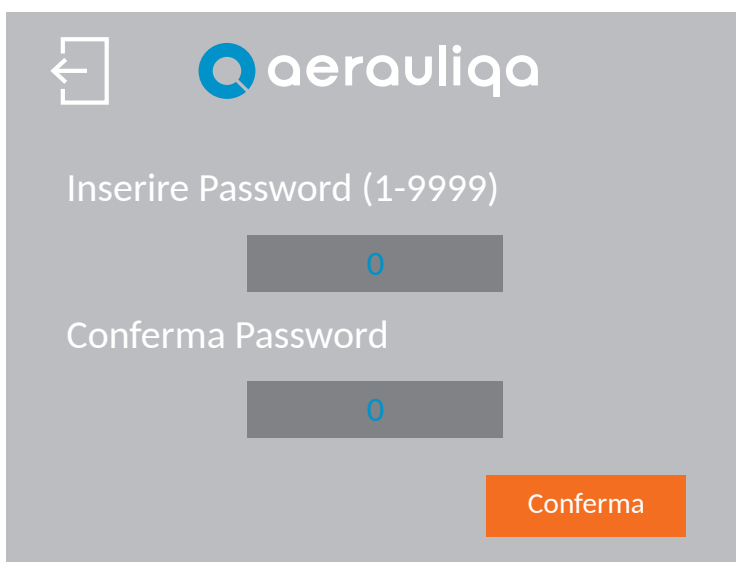 aerauliqa
Inserire Password (1-9999)
0
Conferma Password
0
Conferma